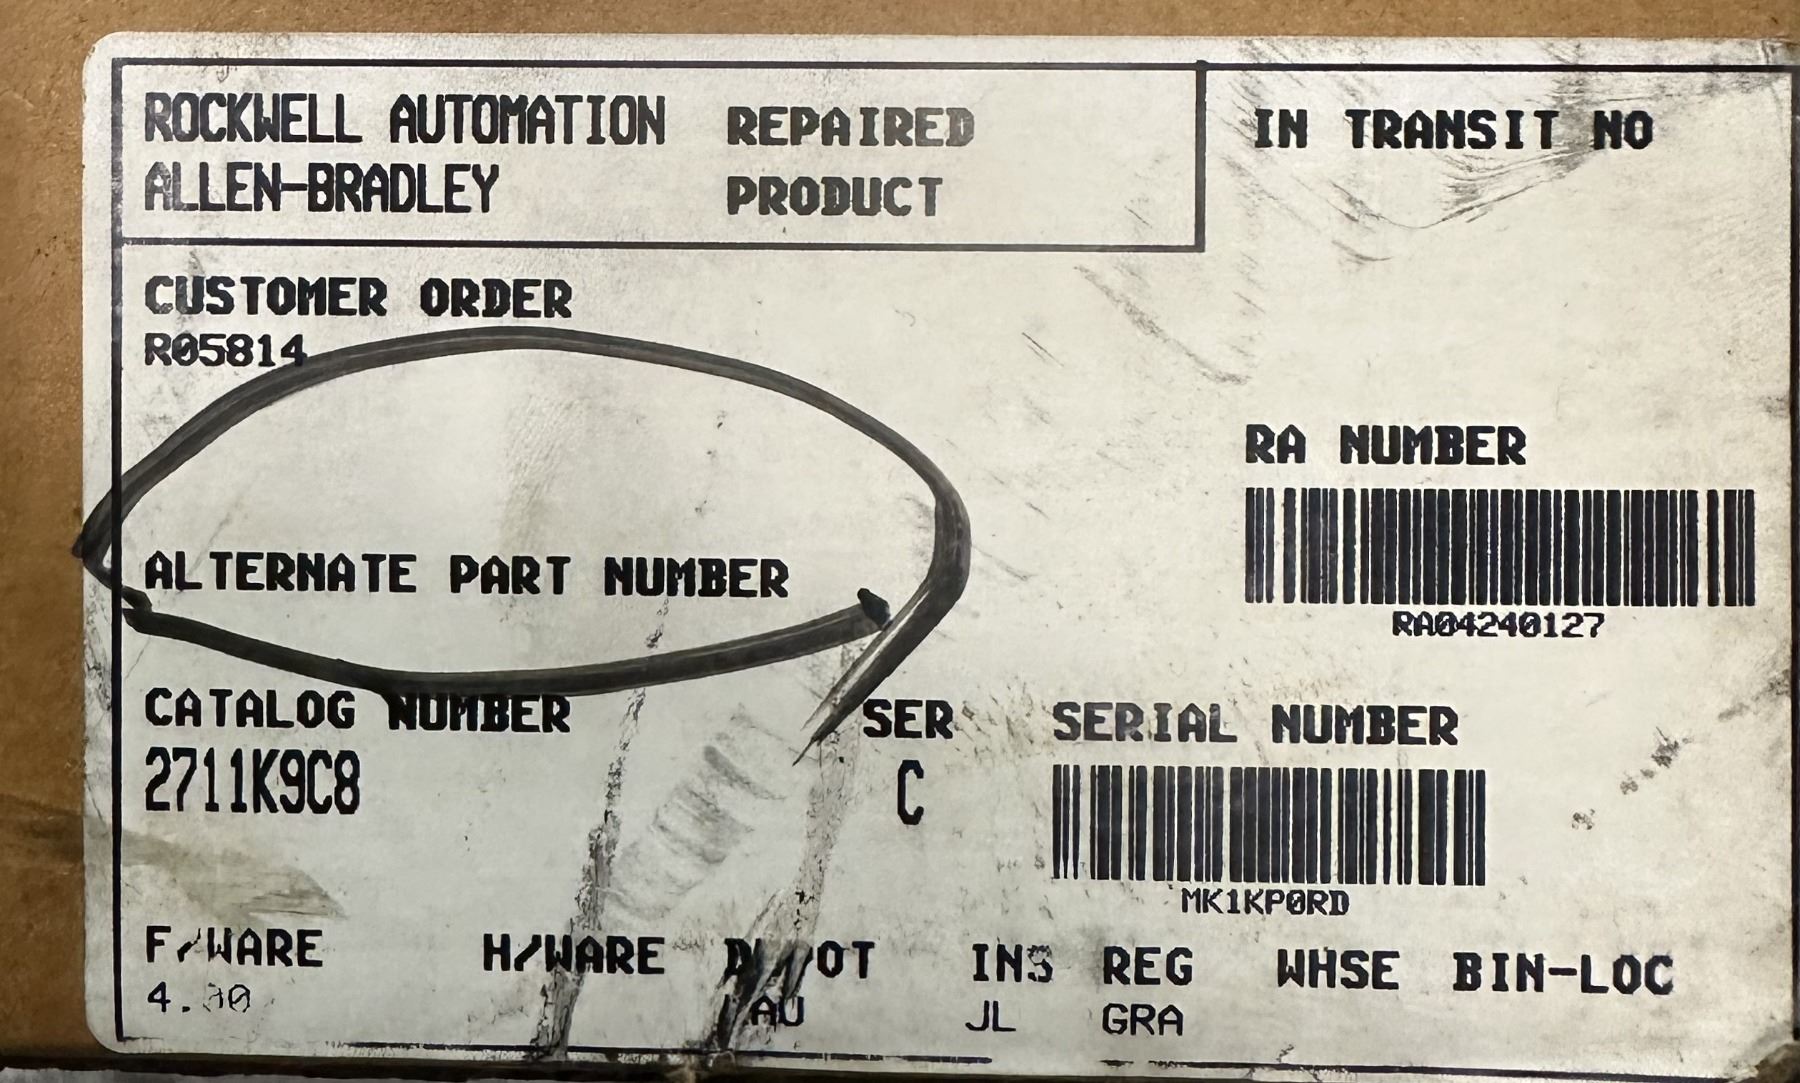 ROCKWELL AUTOMATION REPAIRED
ALLEN-BRADLEY PRODUCT
IN TRANSIT NO
CUSTOMER ORDER
R05814
RA NUMBER
RA04240127
ALTERNATE PART NUMBER
CATALOG NUMBER SER SERIAL NUMBER
2711K9C8 C
MK1KP0RD
F/WARE H/WARE INS REG WHSE BIN-LOC
JL GRA